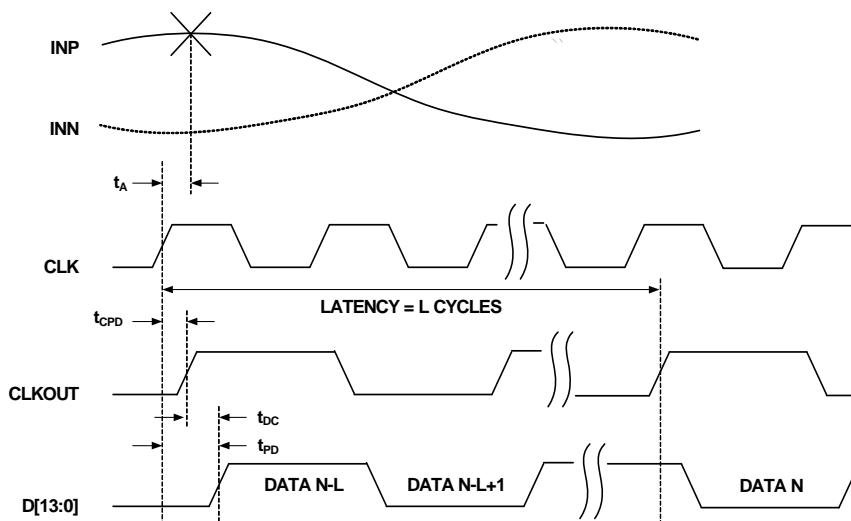 INP
INN
tA
CLK
LATENCY = L CYCLES
tCPD
CLKOUT
tDC
tPD
DATA N-L
DATA N-L+1
DATA N
D[13:0]